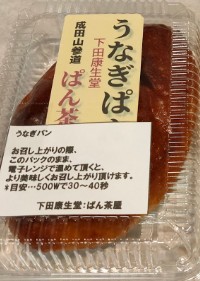 うなぎぱん
下田康生堂
成田山参道
ぱん茶
うなぎパン
お召し上がりの際、
このパックのまま、
電子レンジで温めて頂くと、
より美味しくお召し上がり頂けます。
*目安…500Wで30～40秒
下田康生堂:ぱん茶屋